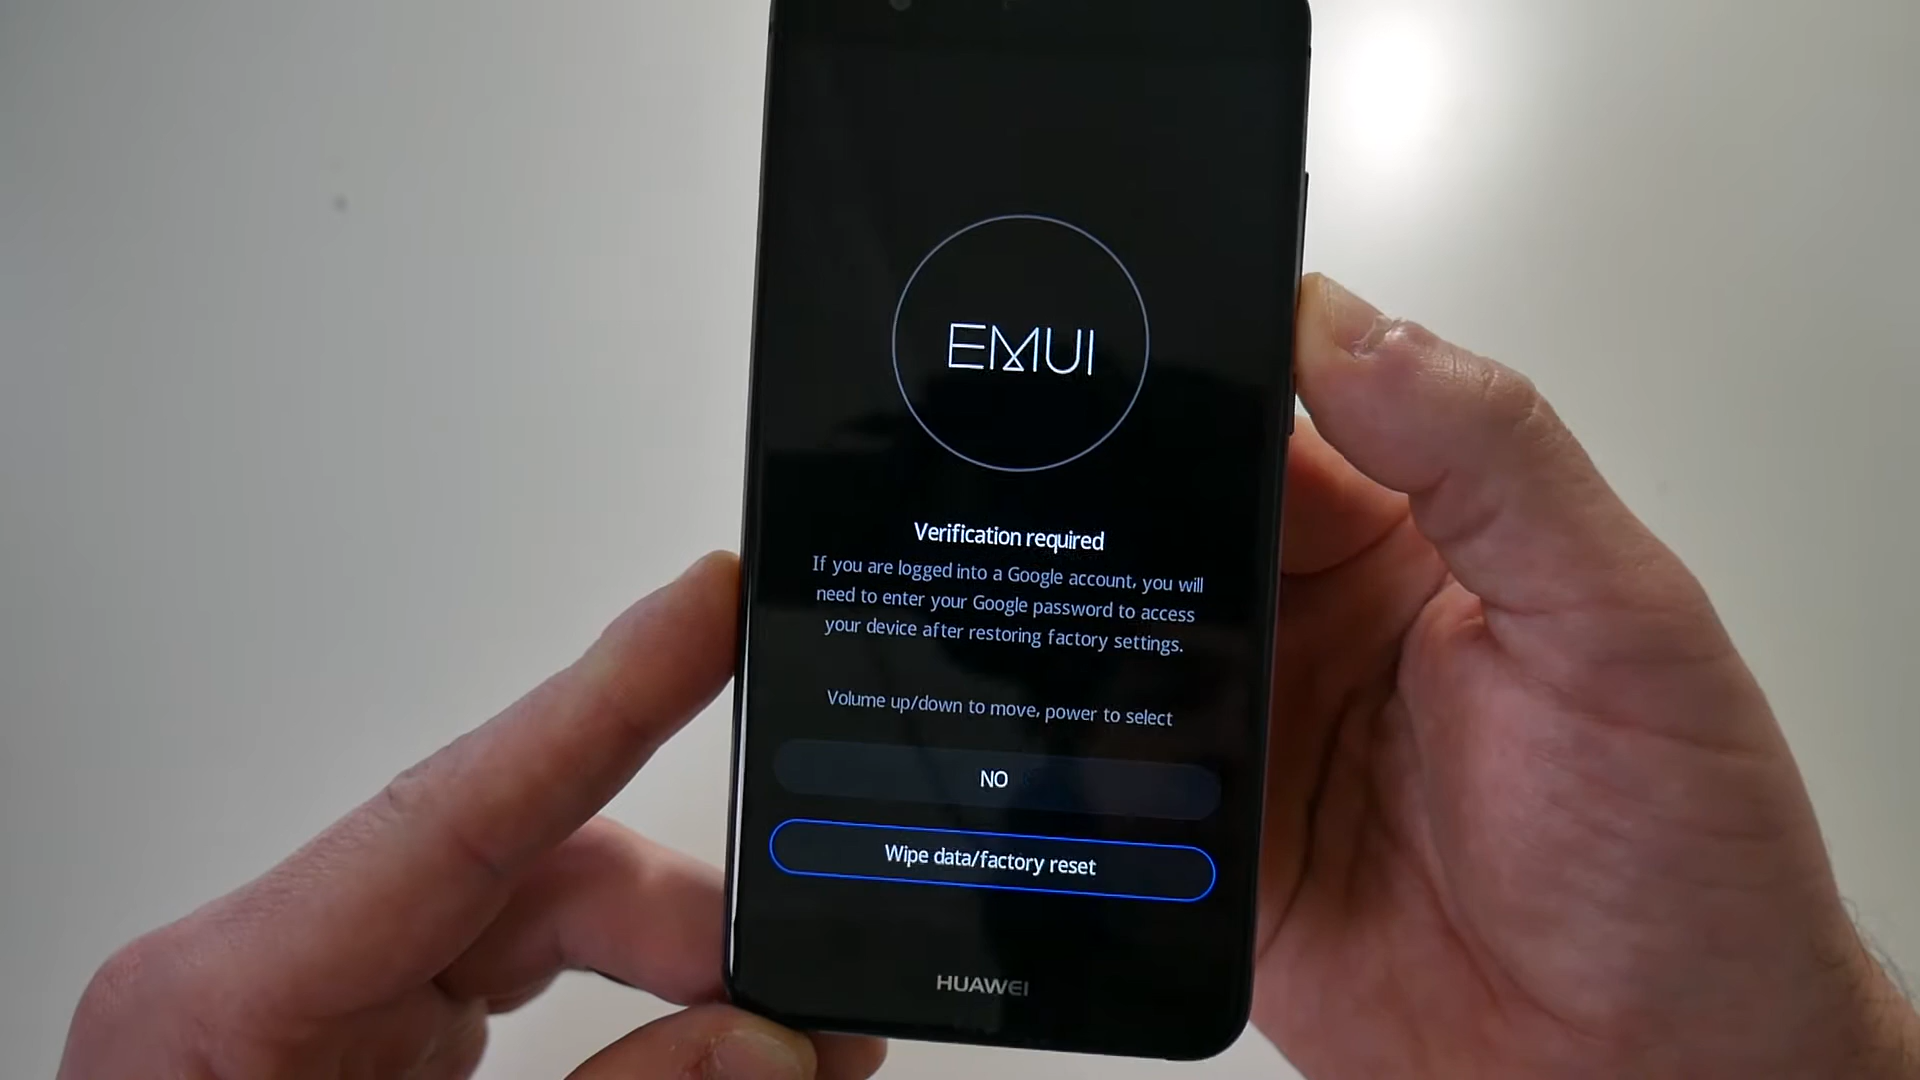 EMUI
Verification required
If you are logged into a Google account, you will
need to enter your Google password to access
your device after restoring factory settings.
Volume up/down to move, power to select
NO
Wipe data/factory reset
HUAWEI